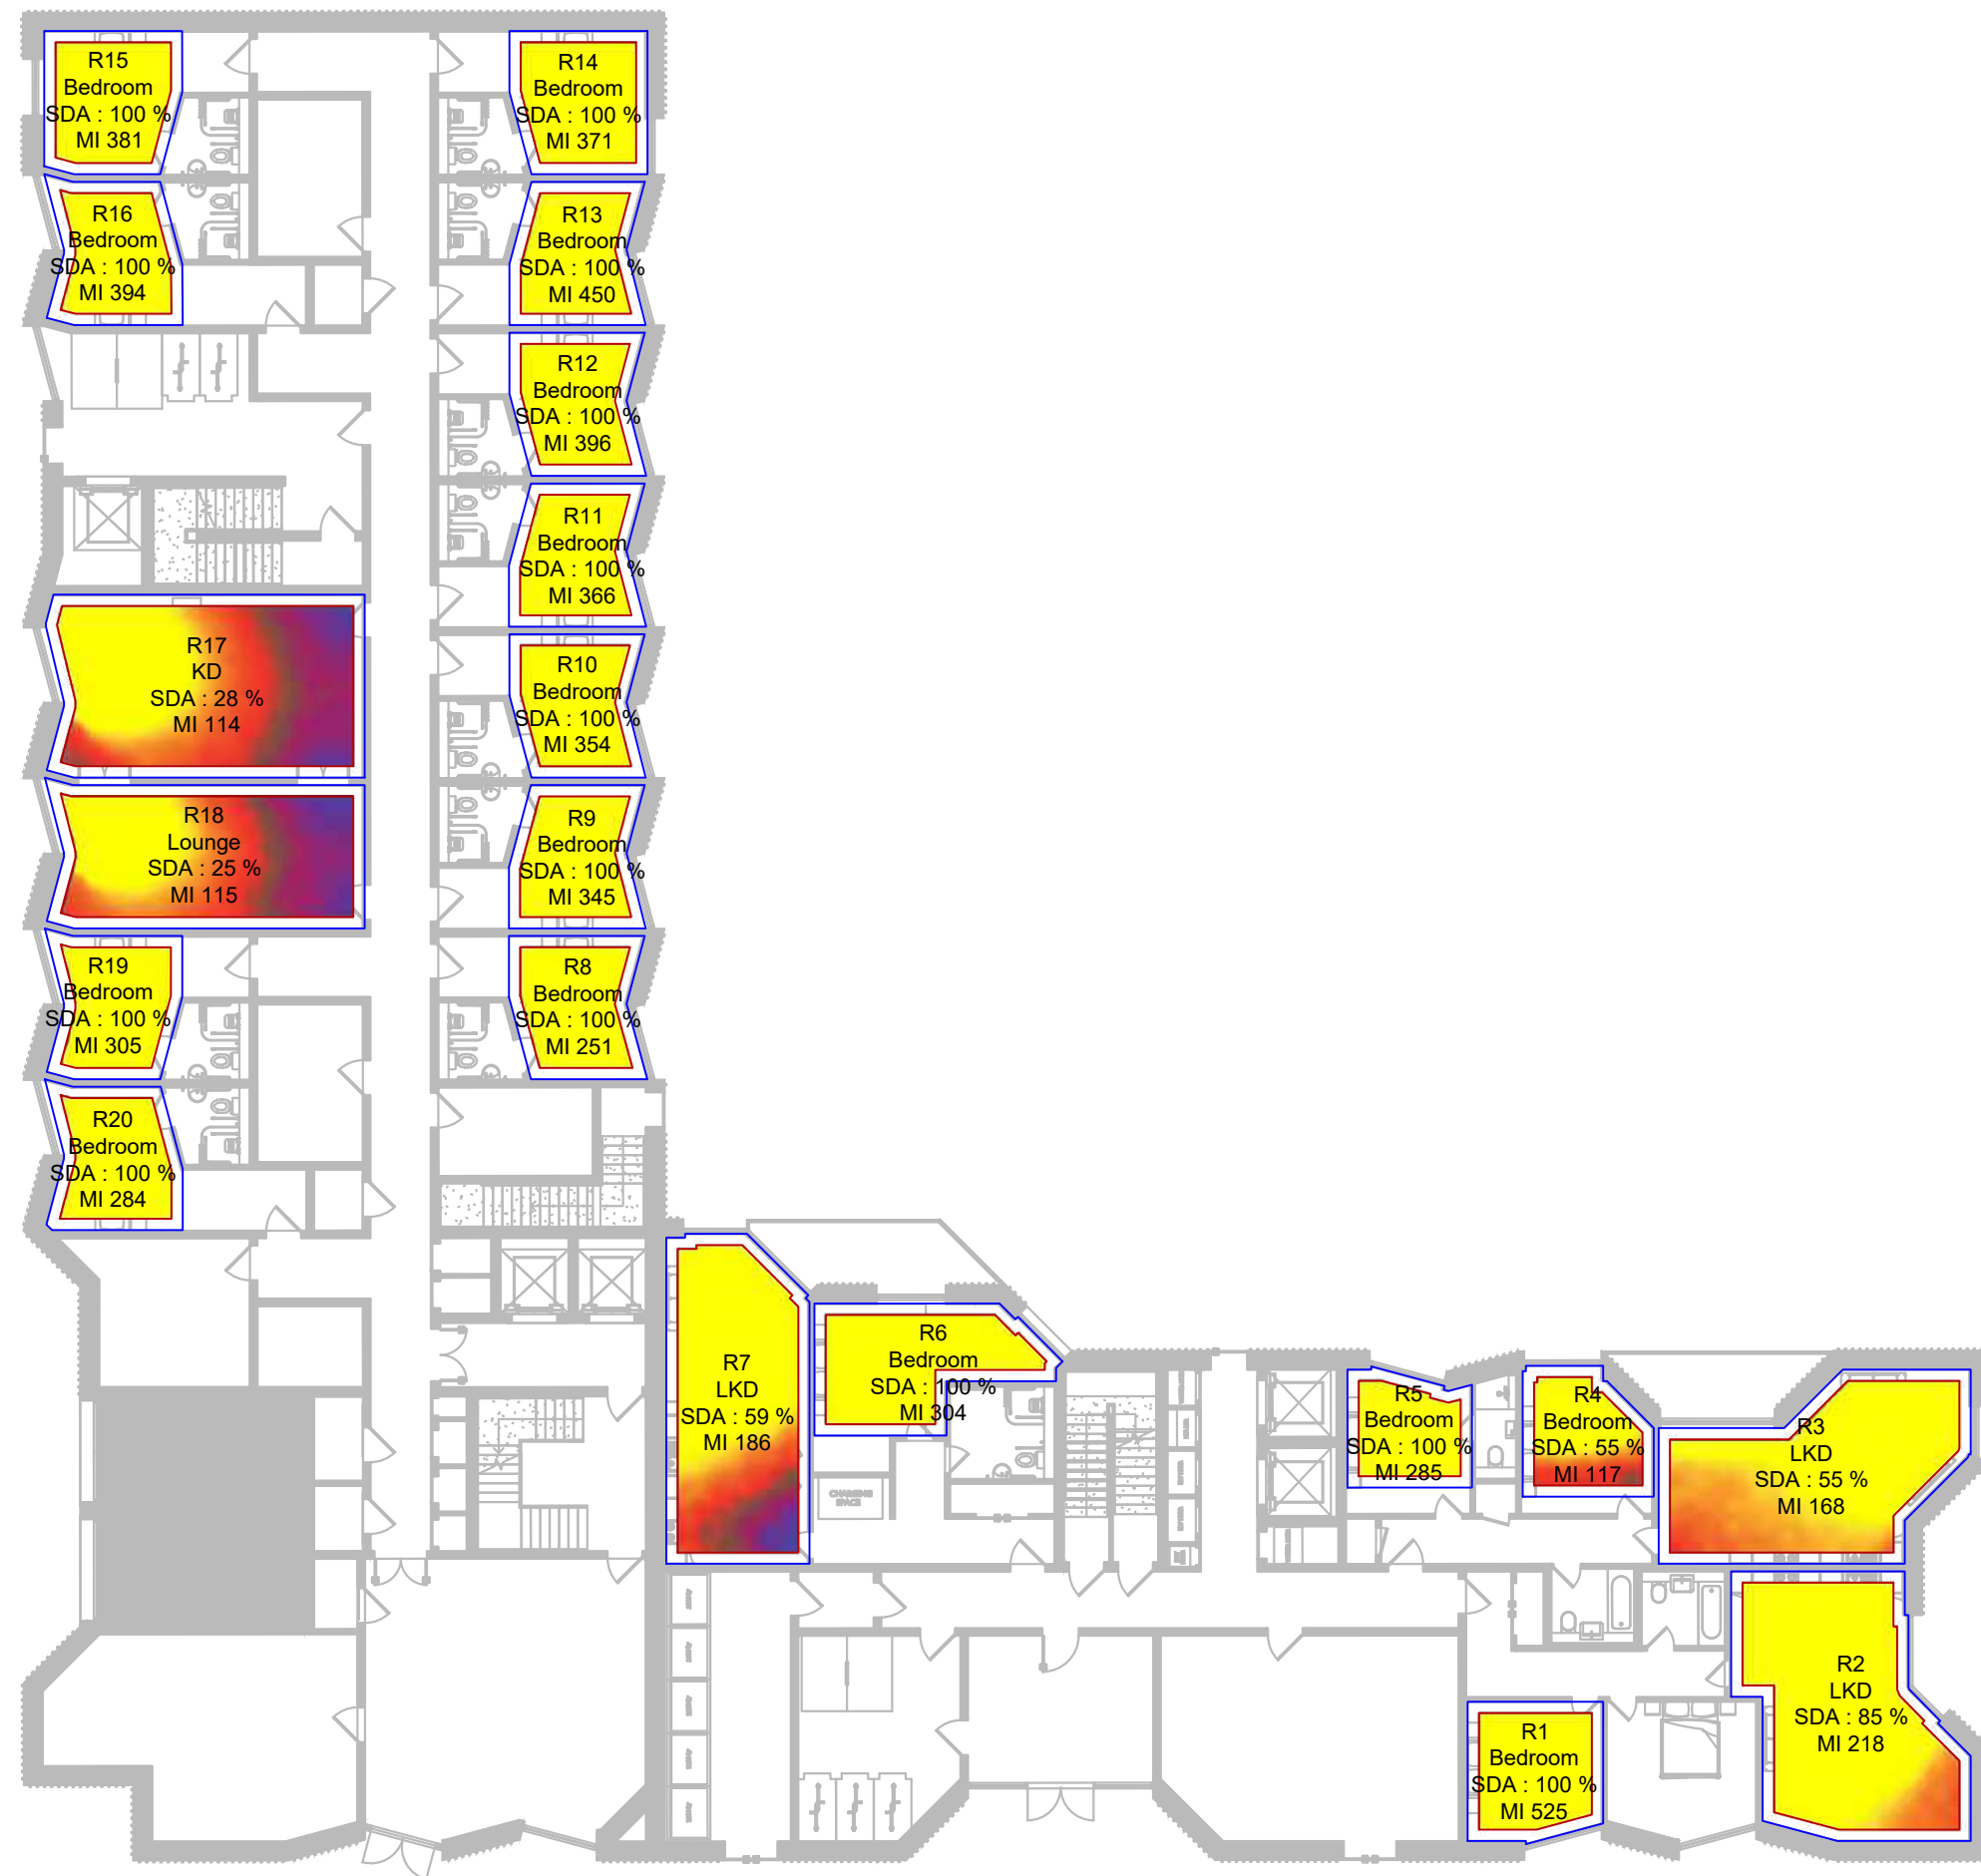 R15
Bedroom
SDA : 100 %
MI 381
R14
Bedroom
SDA : 100 %
MI 371
R16
Bedroom
SDA : 100 %
MI 394
R13
Bedroom
SDA : 100 %
MI 450
R12
Bedroom
SDA : 100 %
MI 396
R11
Bedroom
SDA : 100 %
MI 366
R17
KD
SDA : 28 %
MI 114
R10
Bedroom
SDA : 100 %
MI 354
R18
Lounge
SDA : 25 %
MI 115
R9
Bedroom
SDA : 100 %
MI 345
R19
Bedroom
SDA : 100 %
MI 305
R8
Bedroom
SDA : 100 %
MI 251
R20
Bedroom
SDA : 100 %
MI 284
R7
LKD
SDA : 59 %
MI 186
R6
Bedroom
SDA : 100 %
MI 304
CHARGING
SPACE
R5
Bedroom
SDA : 100 %
MI 285
R4
Bedroom
SDA : 55 %
MI 117
R3
LKD
SDA : 55 %
MI 168
R2
LKD
SDA : 85 %
MI 218
R1
Bedroom
SDA : 100 %
MI 525